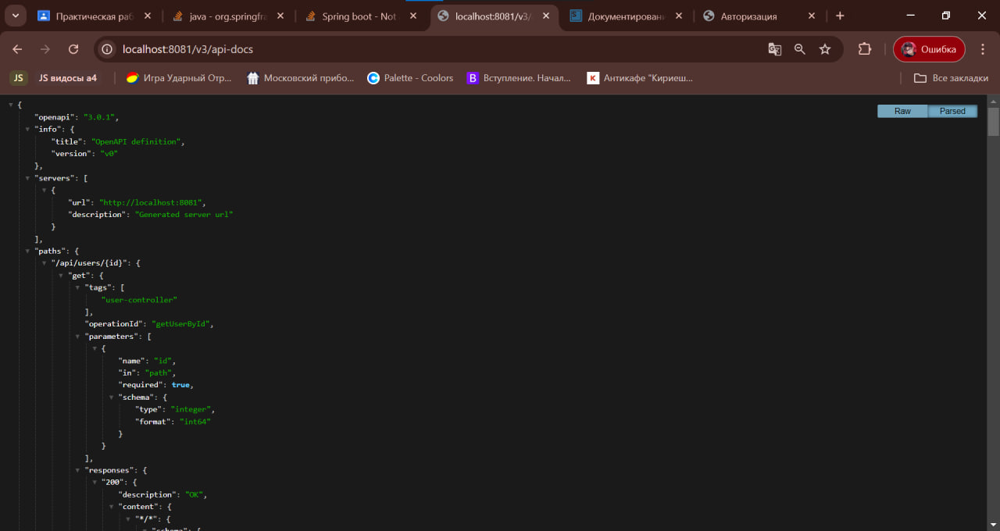 Практическая раб
java - org.springfra
Spring boot - Not
localhost:8081/v3/
Документирован
Авторизация
localhost:8081/v3/api-docs
Ошибка
JS
JS видосы а4
Игра Ударный Отр...
Московский прибо...
Palette - Coolors
B
Вступление. Начал...
K
Антикафе "Кириеш...
Все закладки
Raw
Parsed
{
"openapi": "3.0.1",
"info": {
"title": "OpenAPI definition",
"version": "v0"
},
"servers": [
{
"url": "http://localhost:8081",
"description": "Generated server url"
}
],
"paths": {
"/api/users/{id}": {
"get": {
"tags": [
"user-controller"
],
"operationId": "getUserById",
"parameters": [
{
"name": "id",
"in": "path",
"required": true,
"schema": {
"type": "integer",
"format": "int64"
}
}
],
"responses": {
"200": {
"description": "OK",
"content": {
"*/*": {
"schema": {